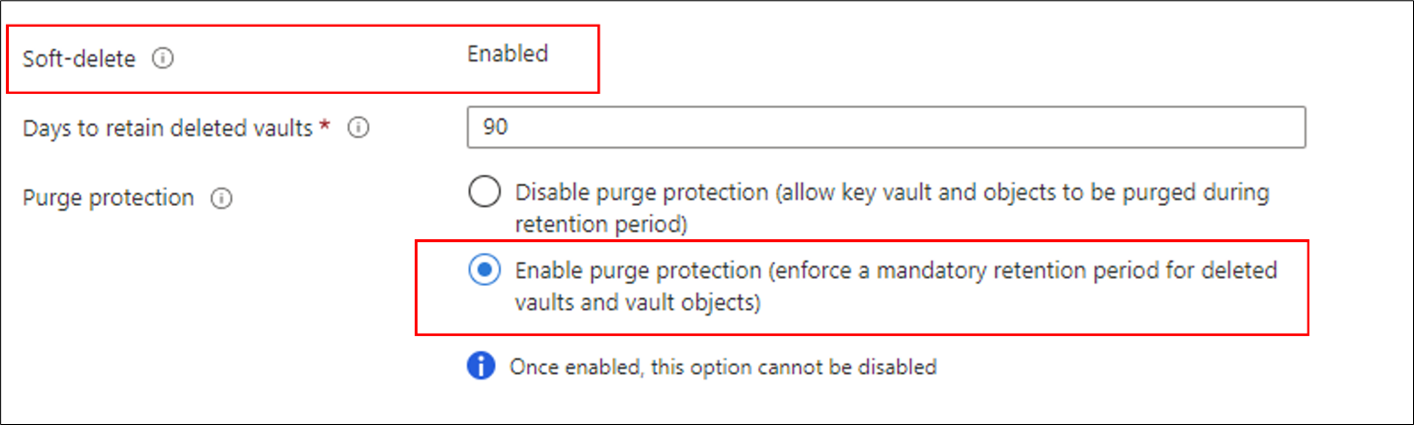 Soft-delete
Enabled
Days to retain deleted vaults *
90
Purge protection
Disable purge protection (allow key vault and objects to be purged during
retention period)
Enable purge protection (enforce a mandatory retention period for deleted
vaults and vault objects)
Once enabled, this option cannot be disabled